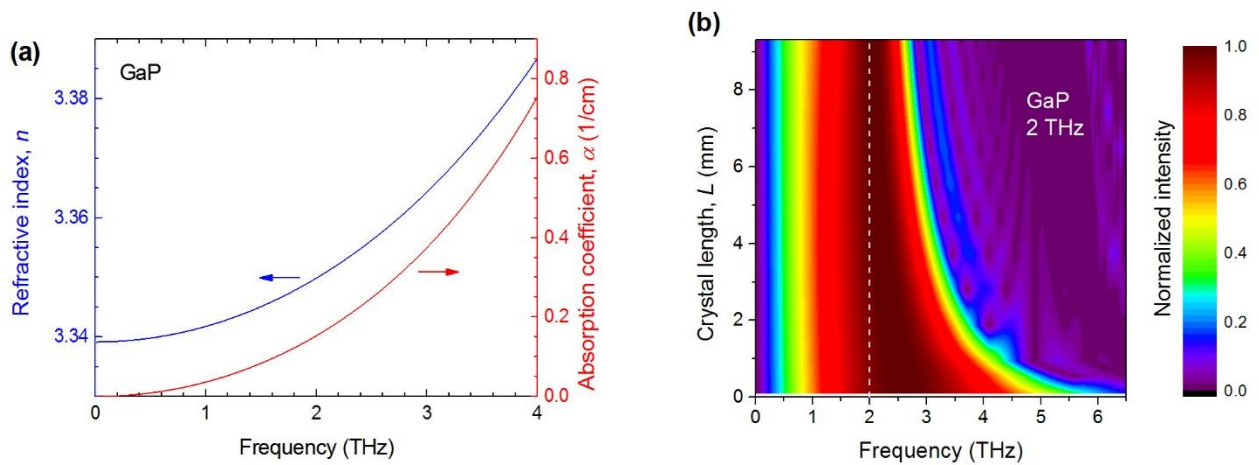 (a)
GaP
Refractive index, n
3.38
3.36
3.34
Absorption coefficient, α (1/cm)
0.8
0.6
0.4
0.2
0.0
0
1
2
3
4
Frequency (THz)
(b)
GaP
2 THz
Crystal length, L (mm)
8
6
4
2
0
0
1
2
3
4
5
6
Frequency (THz)
Normalized intensity
1.0
0.8
0.6
0.4
0.2
0.0